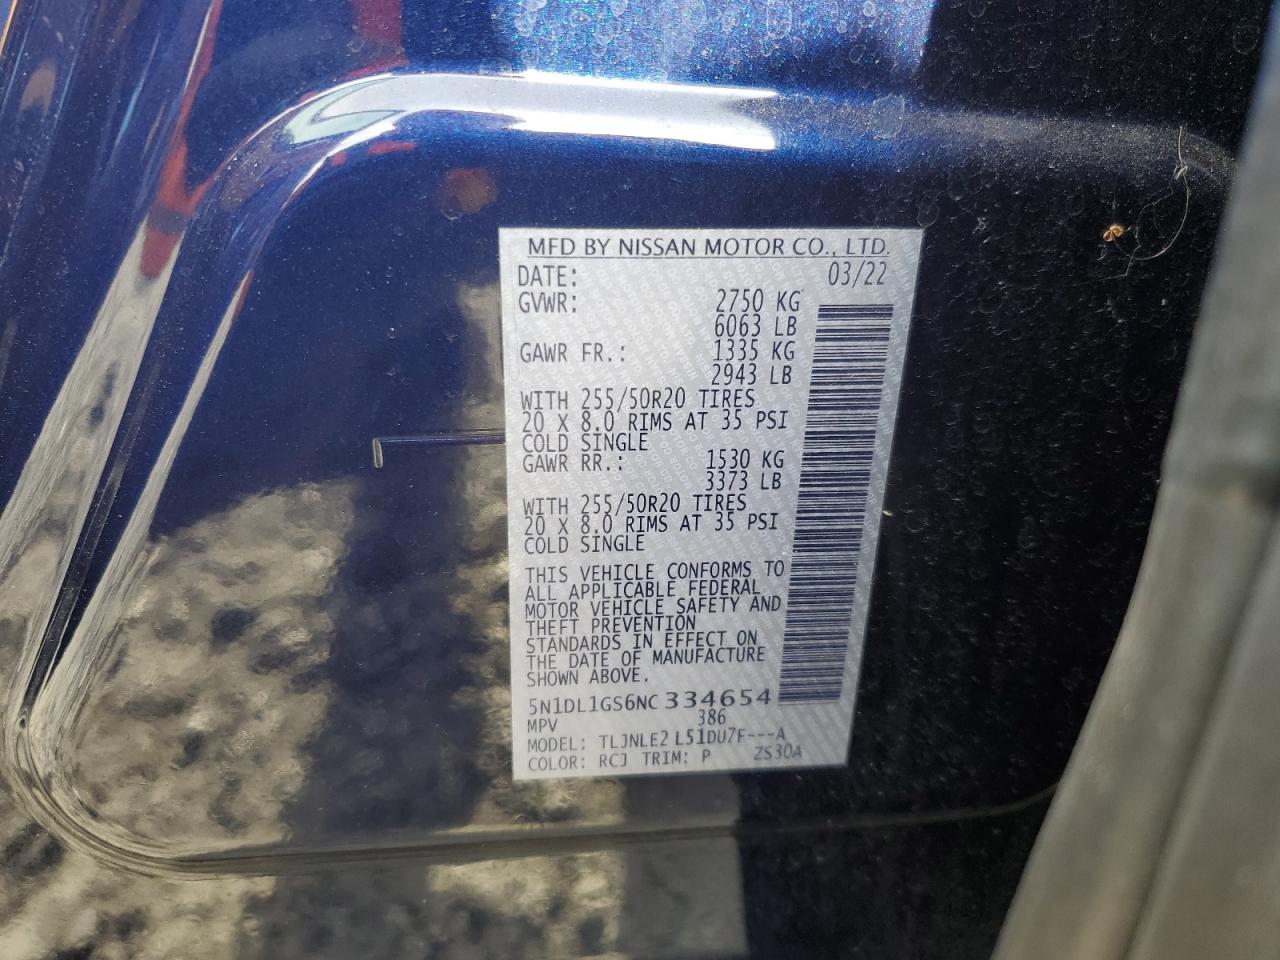 MFD BY NISSAN MOTOR CO., LTD.
DATE: 03/22
GVWR: 2750 KG
6063 LB
GAWR FR.: 1335 KG
2943 LB
WITH 255/50R20 TIRES
20 X 8.0 RIMS AT 35 PSI
COLD SINGLE
GAWR RR.: 1530 KG
3373 LB
WITH 255/50R20 TIRES
20 X 8.0 RIMS AT 35 PSI
COLD SINGLE
THIS VEHICLE CONFORMS TO
ALL APPLICABLE FEDERAL
MOTOR VEHICLE SAFETY AND
THEFT PREVENTION
STANDARDS IN EFFECT ON
THE DATE OF MANUFACTURE
SHOWN ABOVE.
5N1DL1GS6NC334654
MPV 386
MODEL: TLJNLE2 L51DU7F---A
COLOR: RCJ TRIM: P ZS30A